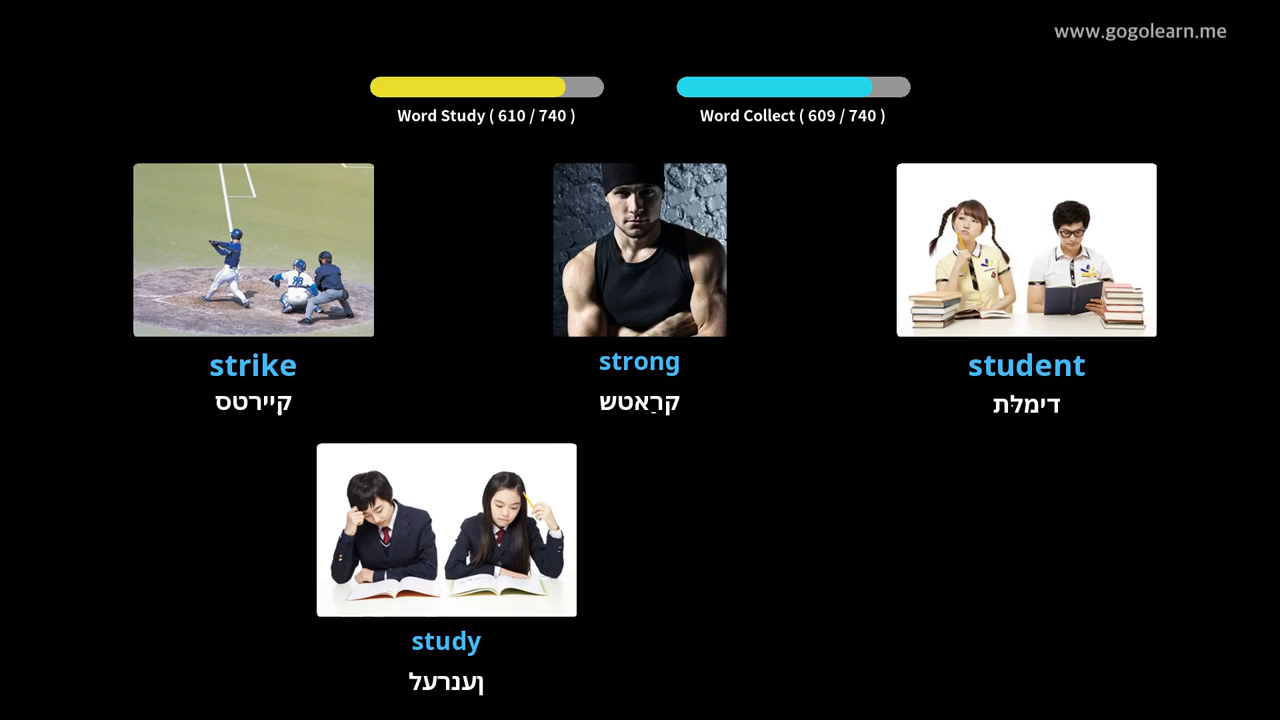 www.gogolearn.me
Word Study ( 610 / 740 )
Word Collect ( 609 / 740 )
strike
קיירטס
strong
קרַאטש
student
דימלּת
study
ןענרעל